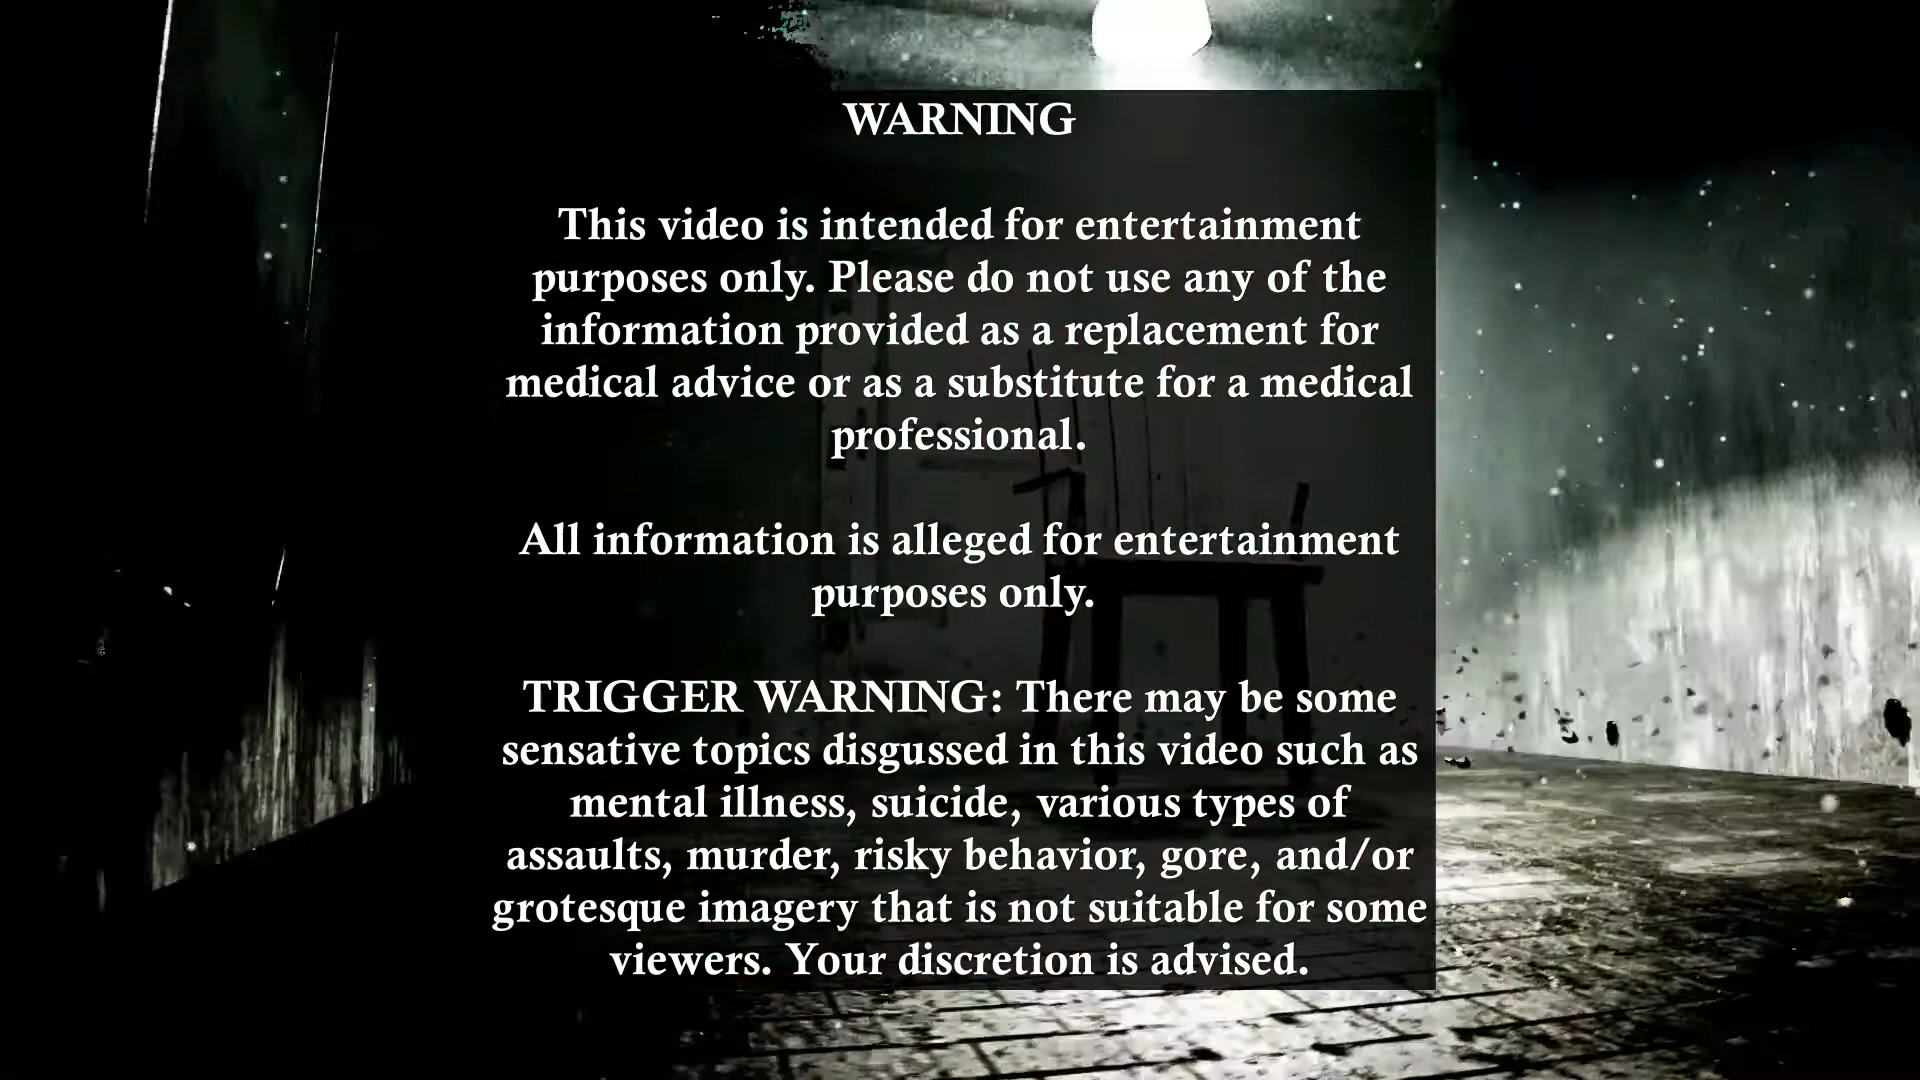 WARNING
This video is intended for entertainment
purposes only. Please do not use any of the
information provided as a replacement for
medical advice or as a substitute for a medical
professional.
All information is alleged for entertainment
purposes only.
TRIGGER WARNING: There may be some
sensative topics disgussed in this video such as
mental illness, suicide, various types of
assaults, murder, risky behavior, gore, and/or
grotesque imagery that is not suitable for some
viewers. Your discretion is advised.